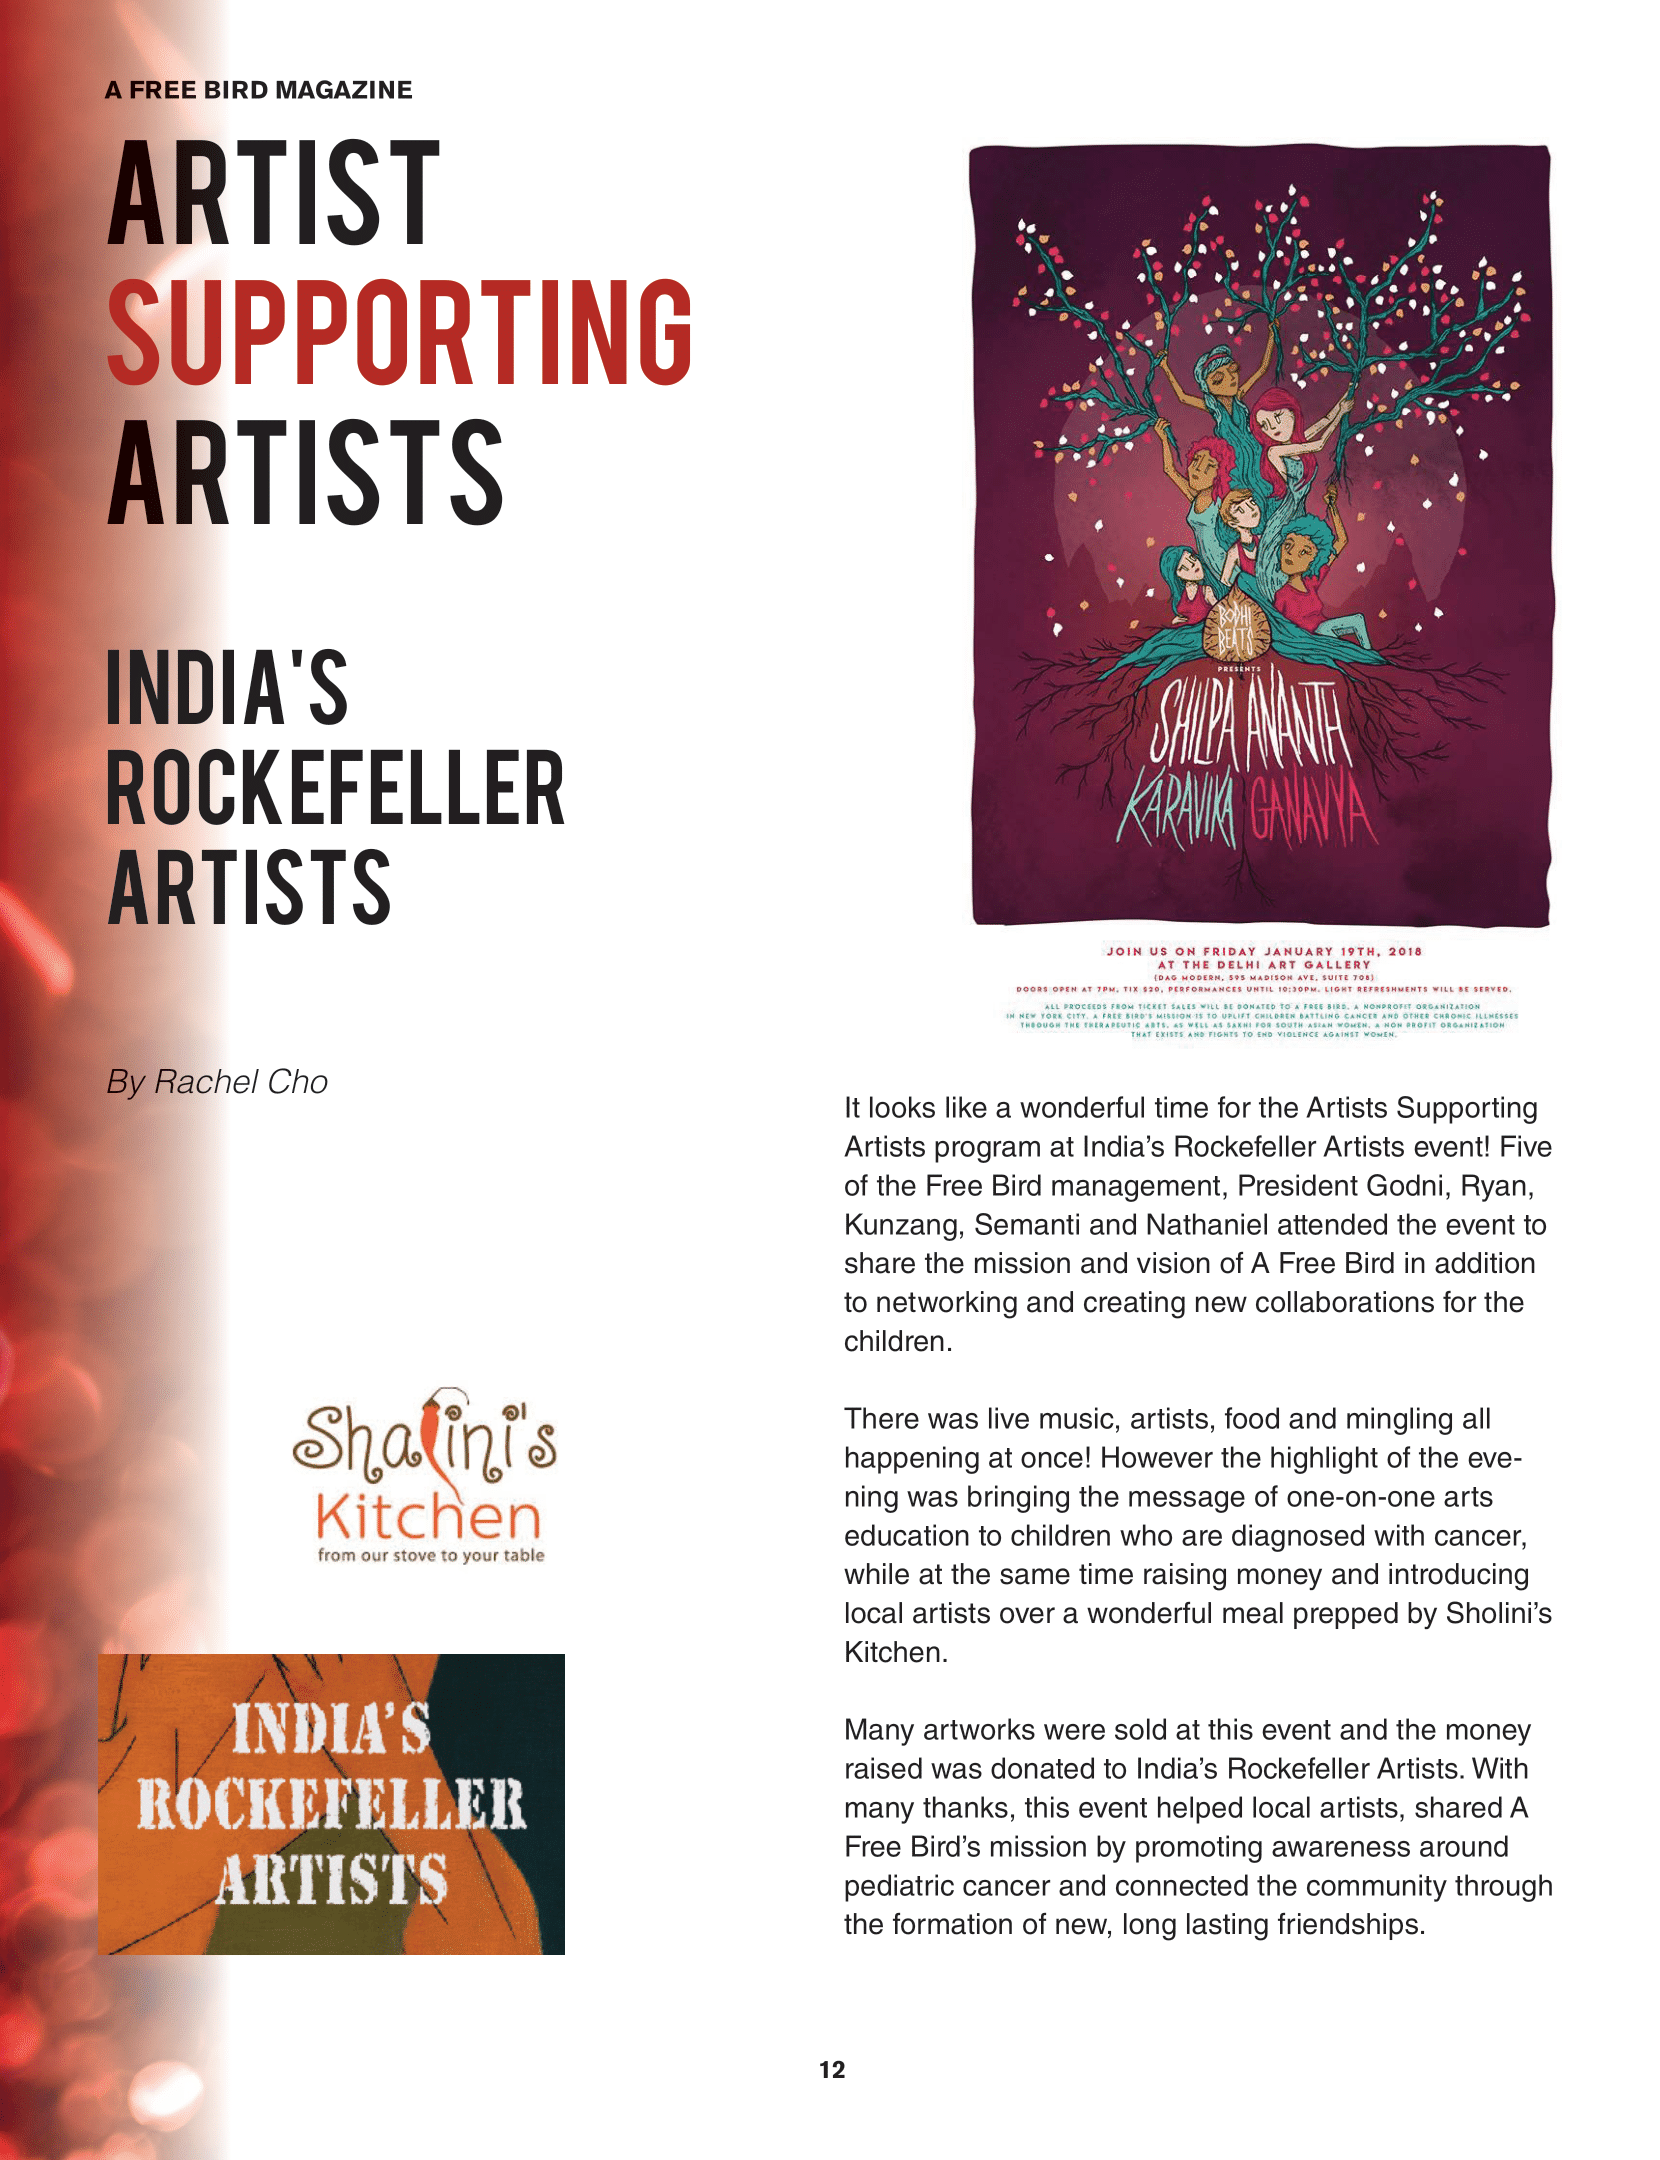 A FREE BIRD MAGAZINE
ARTIST
SUPPORTING
ARTISTS
INDIA'S
ROCKEFELLER
ARTISTS
By Rachel Cho
Shalini's
Kitchen
from our stove to your table
INDIA'S
ROCKEFELLER
ARTISTS
BODHI
BEATS
PRESENTS
SHILPA ANANTH
KARAVIKA GANAVYA
JOIN US ON FRIDAY JANUARY 19TH, 2018
AT THE DELHI ART GALLERY
(DAG MODERN, 595 MADISON AVE, SUITE 708)
DOORS OPEN AT 7PM, TIX $20, PERFORMANCES UNTIL 10:30PM. LIGHT REFRESHMENTS WILL BE SERVED.
ALL PROCEEDS FROM TICKET SALES WILL BE DONATED TO A FREE BIRD, A NONPROFIT ORGANIZATION
IN NEW YORK CITY. A FREE BIRD'S MISSION IS TO UPLIFT CHILDREN BATTLING CANCER AND OTHER CHRONIC ILLNESSES
THROUGH THE THERAPEUTIC ARTS, AS WELL AS SAKHI FOR SOUTH ASIAN WOMEN, A NON PROFIT ORGANIZATION
THAT EXISTS AND FIGHTS TO END VIOLENCE AGAINST WOMEN.
It looks like a wonderful time for the Artists Supporting
Artists program at India’s Rockefeller Artists event! Five
of the Free Bird management, President Godni, Ryan,
Kunzang, Semanti and Nathaniel attended the event to
share the mission and vision of A Free Bird in addition
to networking and creating new collaborations for the
children.
There was live music, artists, food and mingling all
happening at once! However the highlight of the eve-
ning was bringing the message of one-on-one arts
education to children who are diagnosed with cancer,
while at the same time raising money and introducing
local artists over a wonderful meal prepped by Sholini’s
Kitchen.
Many artworks were sold at this event and the money
raised was donated to India’s Rockefeller Artists. With
many thanks, this event helped local artists, shared A
Free Bird’s mission by promoting awareness around
pediatric cancer and connected the community through
the formation of new, long lasting friendships.
12